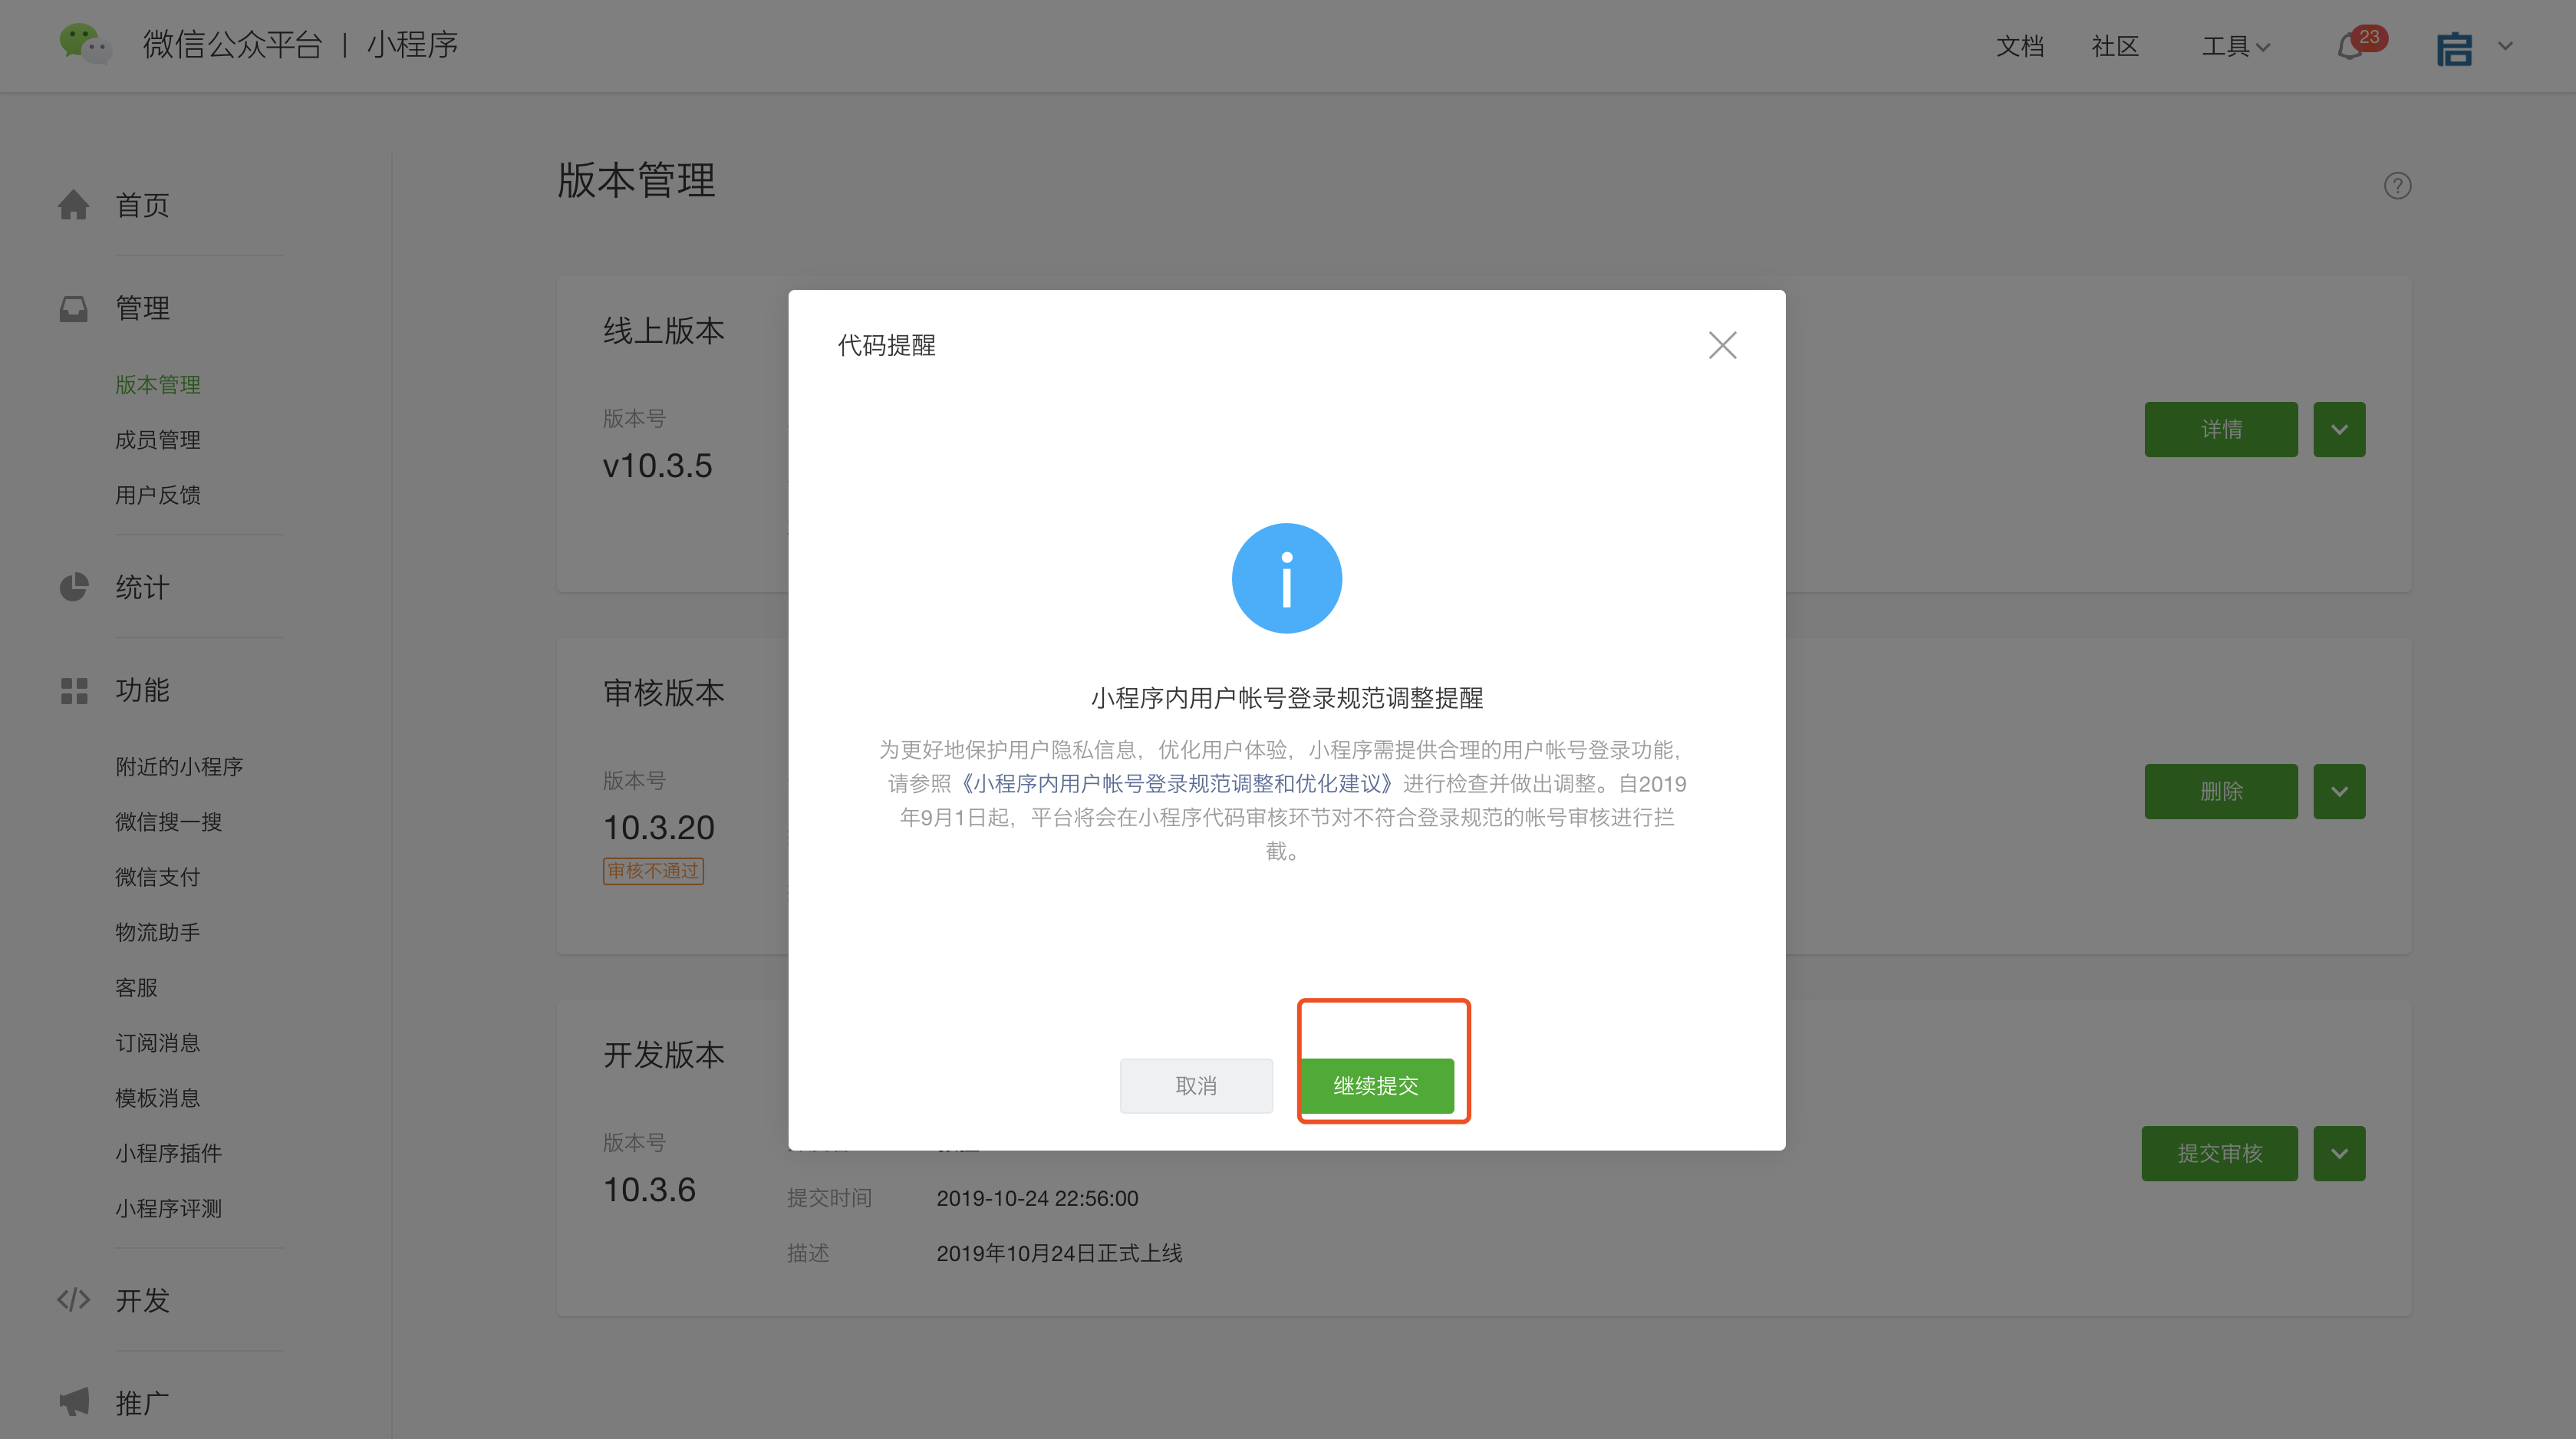 微信公众平台 | 小程序
文档
社区
工具
23
首页
管理
版本管理
成员管理
用户反馈
统计
功能
附近的小程序
微信搜一搜
微信支付
物流助手
客服
订阅消息
模板消息
小程序插件
小程序评测
开发
推广
版本管理
?
线上版本
版本号
v10.3.5
详情
审核版本
版本号
10.3.20
审核不通过
删除
开发版本
版本号
10.3.6
提交时间
2019-10-24 22:56:00
描述
2019年10月24日正式上线
提交审核
代码提醒
小程序内用户帐号登录规范调整提醒
为更好地保护用户隐私信息，优化用户体验，小程序需提供合理的用户帐号登录功能，
请参照《小程序内用户帐号登录规范调整和优化建议》进行检查并做出调整。自2019
年9月1日起，平台将会在小程序代码审核环节对不符合登录规范的帐号审核进行拦
截。
取消
继续提交